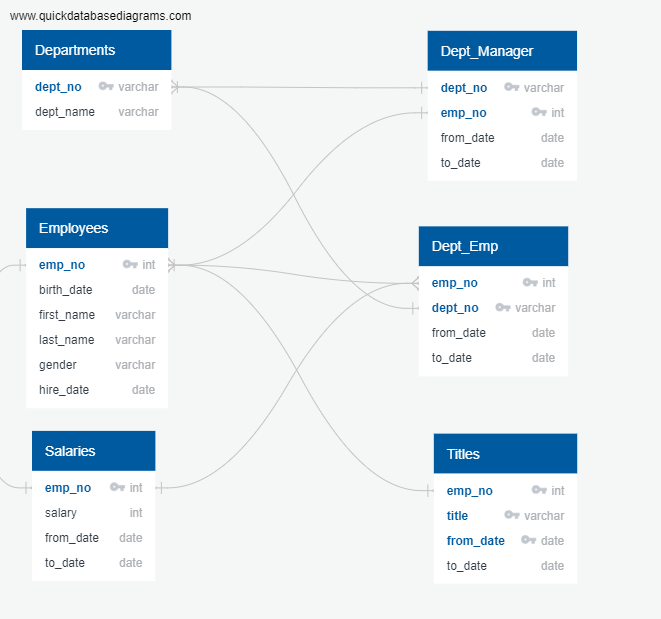 www.quickdatabasediagrams.com
Departments
dept_no varchar
dept_name varchar
Dept_Manager
dept_no varchar
emp_no int
from_date date
to_date date
Employees
emp_no int
birth_date date
first_name varchar
last_name varchar
gender varchar
hire_date date
Dept_Emp
emp_no int
dept_no varchar
from_date date
to_date date
Salaries
emp_no int
salary int
from_date date
to_date date
Titles
emp_no int
title varchar
from_date date
to_date date